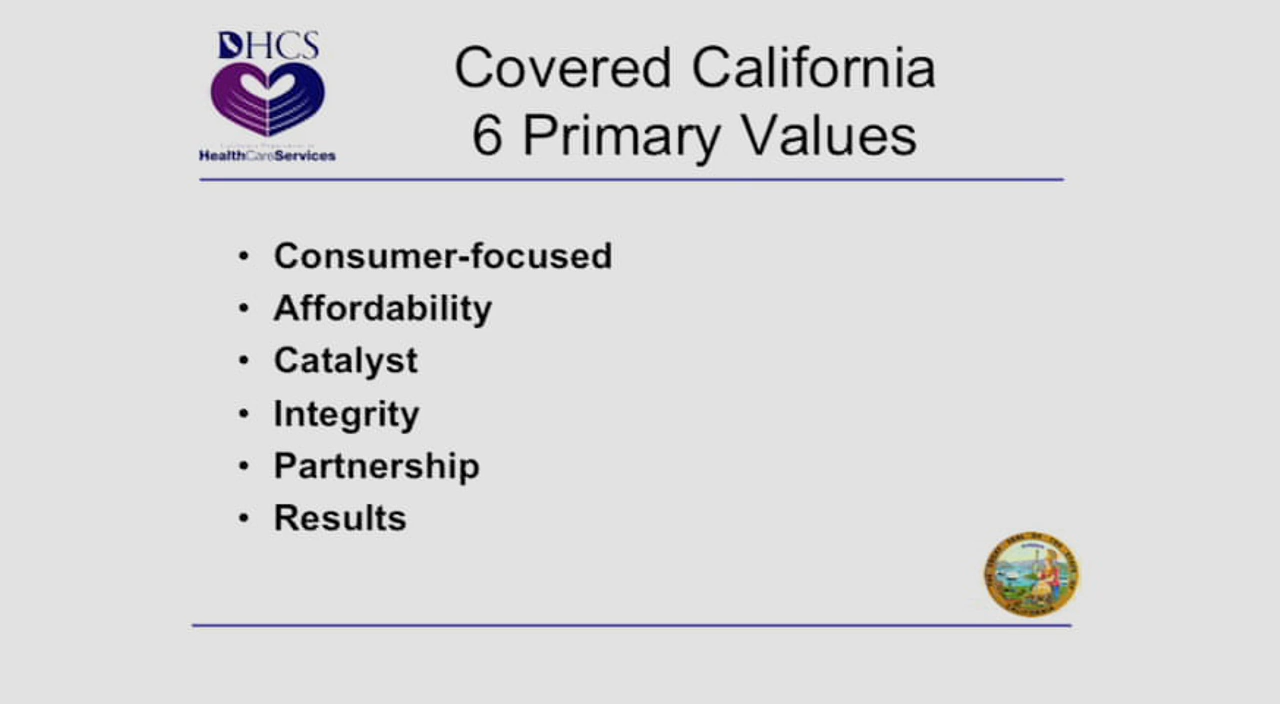 DHCS
HealthCareServices
Covered California
6 Primary Values
• Consumer-focused
• Affordability
• Catalyst
• Integrity
• Partnership
• Results